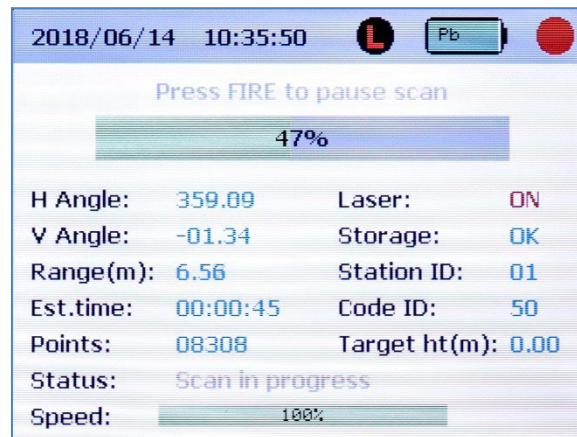 2018/06/14 10:35:50 L Pb
Press FIRE to pause scan
47%
H Angle: 359.09 Laser: ON
V Angle: -01.34 Storage: OK
Range(m): 6.56 Station ID: 01
Est.time: 00:00:45 Code ID: 50
Points: 08308 Target ht(m): 0.00
Status: Scan in progress
Speed: 100%